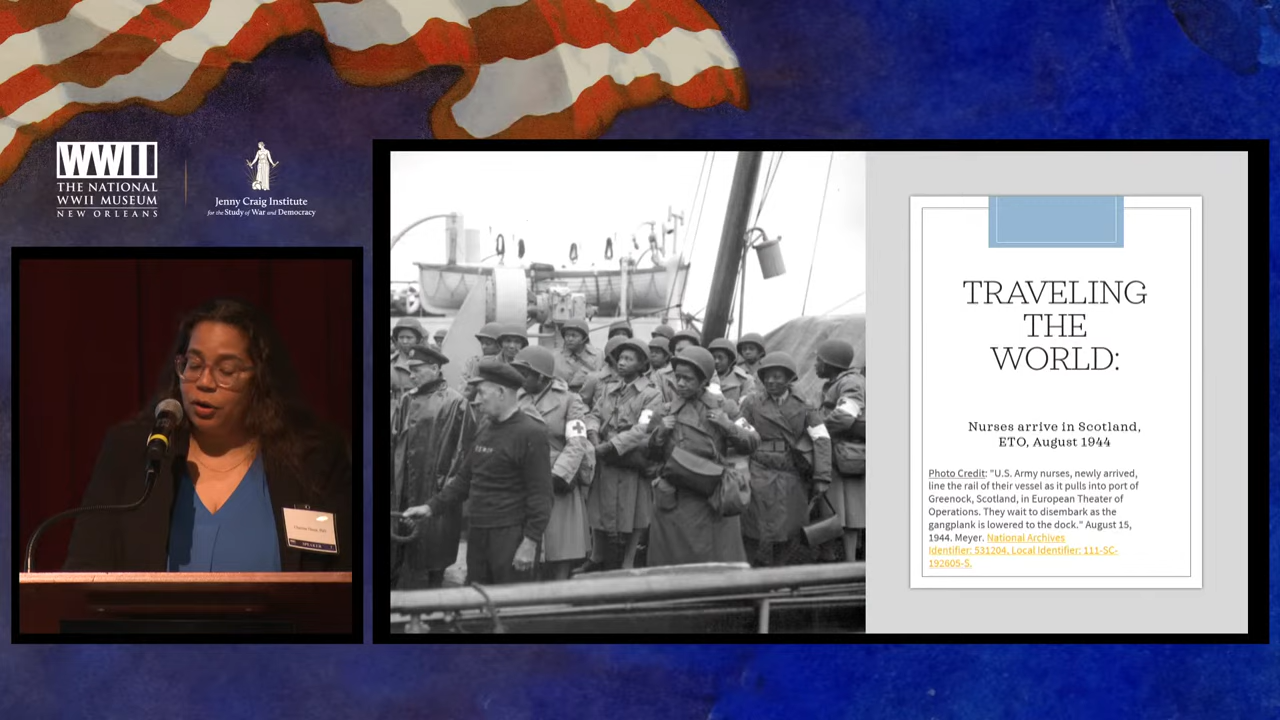 WWII
THE NATIONAL
WWII MUSEUM
NEW ORLEANS
Jenny Craig Institute
for the Study of War and Democracy
TRAVELING
THE
WORLD:
Nurses arrive in Scotland,
ETO, August 1944
Photo Credit: "U.S. Army nurses, newly arrived,
line the rail of their vessel as it pulls into port of
Greenock, Scotland, in European Theater of
Operations. They wait to disembark as the
gangplank is lowered to the dock." August 15,
1944. Meyer. National Archives
Identifier: 531204, Local Identifier: 111-SC-
192605-S.
SPEAKER